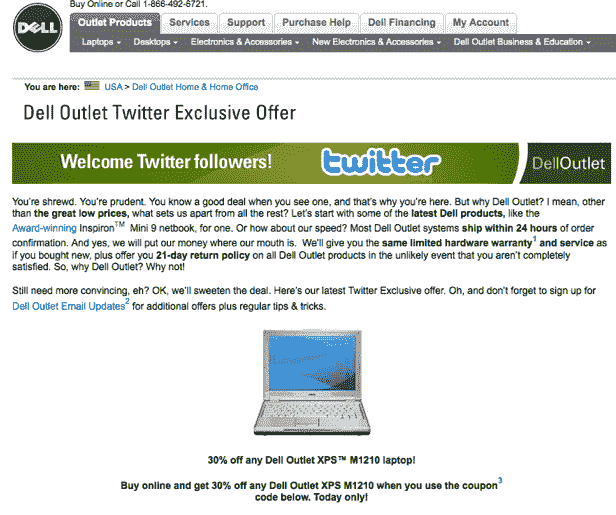 Buy Online or Call 1-866-492-6721.
DELL
Outlet Products Services Support Purchase Help Dell Financing My Account
Laptops Desktops Electronics & Accessories New Electronics & Accessories Dell Outlet Business & Education
You are here: USA > Dell Outlet Home & Home Office
Dell Outlet Twitter Exclusive Offer
Welcome Twitter followers! twitter DellOutlet
You're shrewd. You're prudent. You know a good deal when you see one, and that's why you're here. But why Dell Outlet? I mean, other
than the great low prices, what sets us apart from all the rest? Let's start with some of the latest Dell products, like the
Award-winning Inspiron™ Mini 9 netbook, for one. Or how about our speed? Most Dell Outlet systems ship within 24 hours of order
confirmation. And yes, we will put our money where our mouth is. We'll give you the same limited hardware warranty1 and service as
if you bought new, plus offer you 21-day return policy on all Dell Outlet products in the unlikely event that you aren't completely
satisfied. So, why Dell Outlet? Why not!
Still need more convincing, eh? OK, we'll sweeten the deal. Here's our latest Twitter Exclusive offer. Oh, and don't forget to sign up for
Dell Outlet Email Updates2 for additional offers plus regular tips & tricks.
30% off any Dell Outlet XPS™ M1210 laptop!
Buy online and get 30% off any Dell Outlet XPS M1210 when you use the coupon3
code below. Today only!